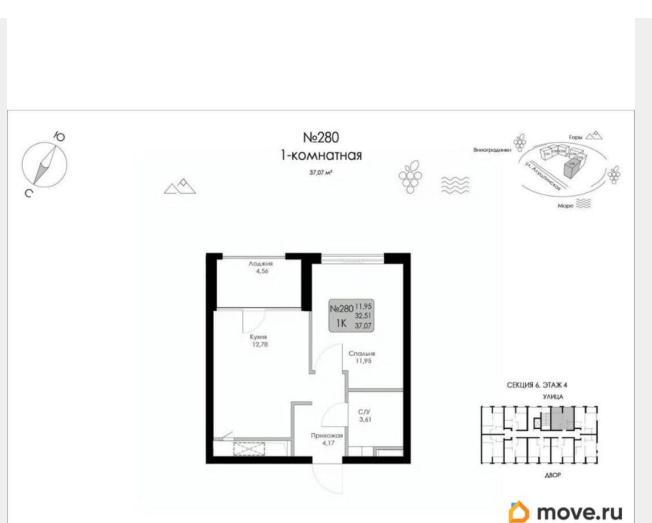 №280
1-комнатная
37,07 м²
Ю
С
Горы
Виноградники
ул. Алуштинская
Море
Лоджия
4,56
№280 11,95
32,51
1К 37,07
Кухня
12,78
Спальня
11,95
С/У
3,61
Прихожая
4,17
СЕКЦИЯ 6, ЭТАЖ 4
УЛИЦА
ДВОР
move.ru